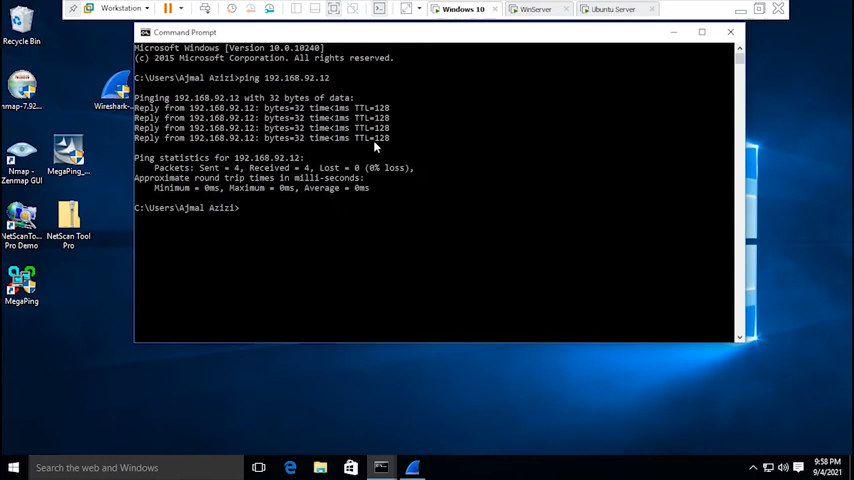 Workstation
Windows 10
WinServer
Ubuntu Server
Recycle Bin
nmap-7.92...
Wireshark-...
Nmap - Zenmap GUI
MegaPing_...
NetScanTo... Pro Demo
NetScan Tool Pro
MegaPing
Command Prompt
Microsoft Windows [Version 10.0.10240]
(c) 2015 Microsoft Corporation. All rights reserved.
C:\Users\Ajmal Azizi>ping 192.168.92.12
Pinging 192.168.92.12 with 32 bytes of data:
Reply from 192.168.92.12: bytes=32 time<1ms TTL=128
Reply from 192.168.92.12: bytes=32 time<1ms TTL=128
Reply from 192.168.92.12: bytes=32 time<1ms TTL=128
Reply from 192.168.92.12: bytes=32 time<1ms TTL=128
Ping statistics for 192.168.92.12:
Packets: Sent = 4, Received = 4, Lost = 0 (0% loss),
Approximate round trip times in milli-seconds:
Minimum = 0ms, Maximum = 0ms, Average = 0ms
C:\Users\Ajmal Azizi>
Search the web and Windows
9:58 PM
9/4/2021